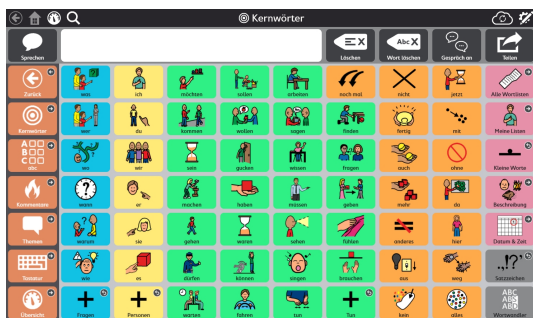 Kernwörter
Sprechen
Löschen
Abc X
Wort löschen
Gespräch an
Teilen
Zurück was ich möchten sollen arbeiten noch mal nicht jetzt Alle Wortlisten
Kernwörter wer du kommen wollen sagen finden fertig mit Meine Listen
abc wo wir sein gucken wissen fragen auch ohne Kleine Worte
Kommentare wann er machen haben müssen geben mehr da Beschreibung
Themen warum sie gehen waren sehen fühlen anderes hier Datum & Zeit
Tastatur wie es dürfen können singen brauchen aus weg Satzzeichen
Übersicht Fragen Personen warten fahren tun Tun kein alles Wortwandler